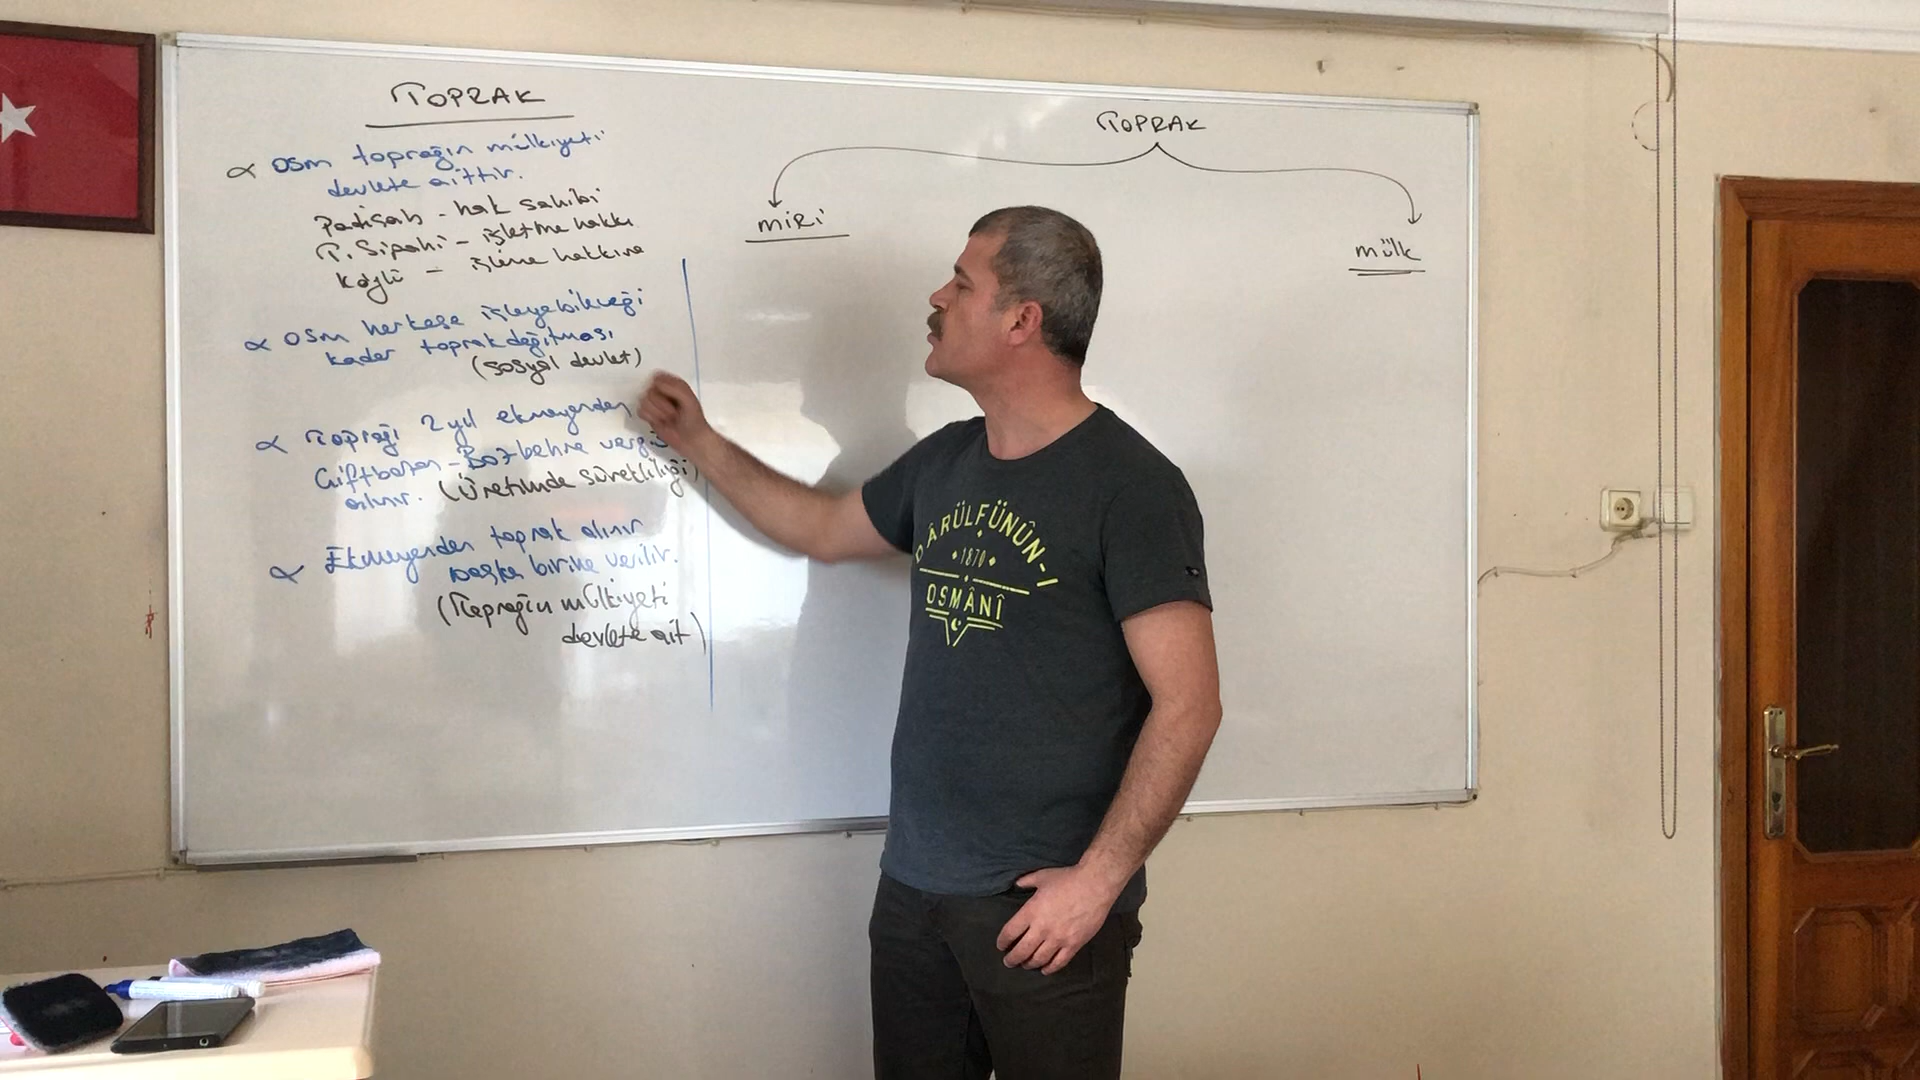 TOPRAK
∝ OSM toprağın mülkiyeti
devlete aittir.
Padişah - hak sahibi
T. Sipahi - işletme hakkı
köylü - işleme hakkına
∝ OSM herkese işleyebileceği
kadar toprak dağıtması
(sosyal devlet)
∝ Toprağı 2 yıl ekmeyenden
Çiftbozan - Bozbehne vergisi
alınır. (Üretimde Sürekliliği)
∝ Ekmeyenden toprak alınır
başka birine verilir.
(Toprağın mülkiyeti
devlete ait)
TOPRAK
miRi
mülk
DÂRÜLFÜNÛN-I
1870
OSMÂNÎ